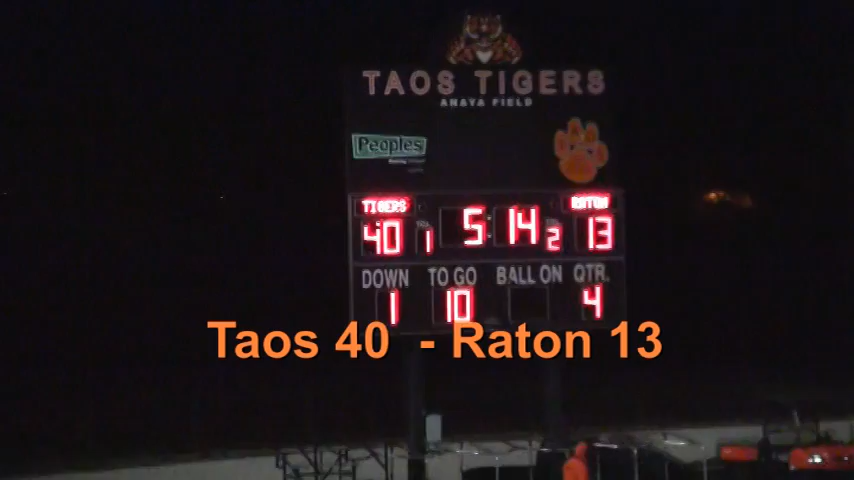 TAOS TIGERS
ANAYA FIELD
Peoples
TIGERS RATON
40 1 5:14 2 13
DOWN TO GO BALL ON QTR.
1 10 4
Taos 40 - Raton 13